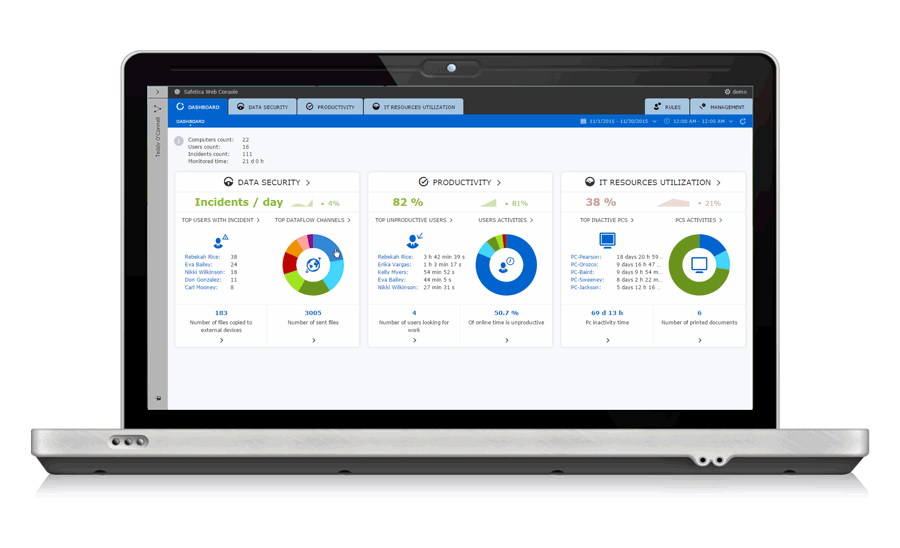 Safetica Web Console
demo
DASHBOARD
DATA SECURITY
PRODUCTIVITY
IT RESOURCES UTILIZATION
RULES
MANAGEMENT
DASHBOARD
11/1/2015 - 11/30/2015
12:00 AM - 12:00 AM
Teddy O'Connell
Computers count: 22
Users count: 16
Incidents count: 111
Monitored time: 21 d 0 h
DATA SECURITY
Incidents / day
4%
TOP USERS WITH INCIDENT
TOP DATAFLOW CHANNELS
Rebekah Rice: 38
Eva Bailey: 24
Nikki Wilkinson: 18
Don Gonzalez: 11
Carl Mooney: 8
183
Number of files copied to
external devices
3005
Number of sent files
PRODUCTIVITY
82 %
81%
TOP UNPRODUCTIVE USERS
USERS ACTIVITIES
Rebekah Rice: 3 h 42 min 39 s
Erika Vargas: 1 h 3 min 17 s
Kelly Myers: 54 min 52 s
Eva Bailey: 44 min 5 s
Nikki Wilkinson: 27 min 31 s
4
Number of users looking for
work
50.7 %
Of online time is unproductive
IT RESOURCES UTILIZATION
38 %
21%
TOP INACTIVE PCS
PCS ACTIVITIES
PC-Pearson: 18 days 20 h 59...
PC-Orozco: 9 days 16 h 47 ...
PC-Baird: 9 days 9 h 54 m...
PC-Sweeney: 8 days 2 h 22 m...
PC-Jackson: 5 days 12 h 16 ...
69 d 13 h
Pc inactivity time
6
Number of printed documents